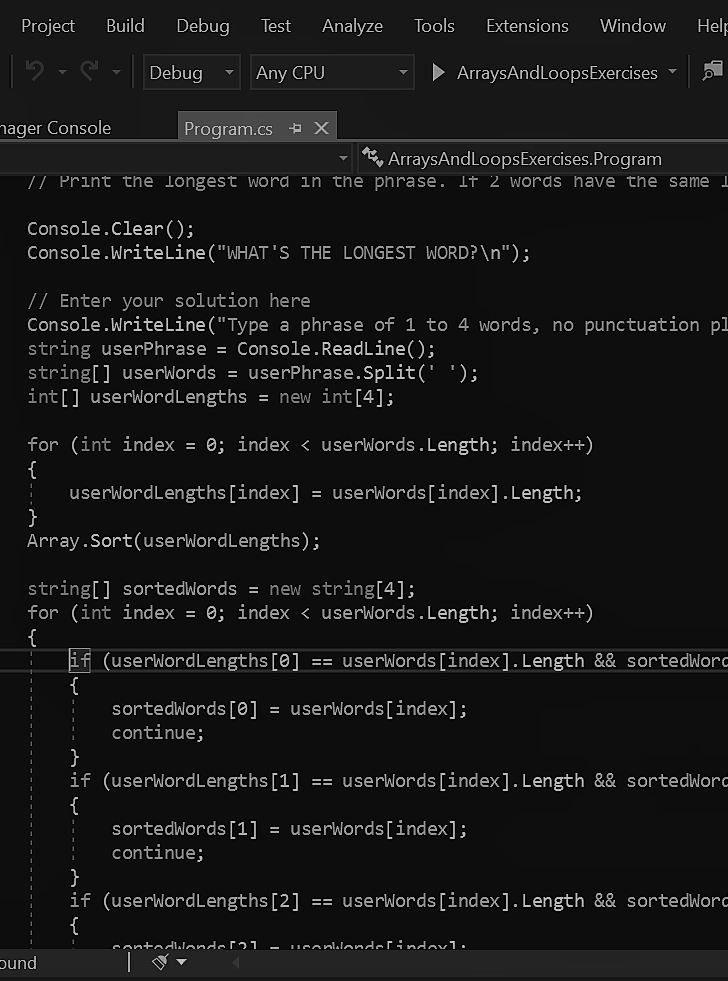 Project Build Debug Test Analyze Tools Extensions Window
Debug Any CPU ArraysAndLoopsExercises
Console Program.cs
ArraysAndLoopsExercises.Program
// Print the longest word in the phrase. If 2 words have the same
Console.Clear();
Console.WriteLine("WHAT'S THE LONGEST WORD?\n");
// Enter your solution here
Console.WriteLine("Type a phrase of 1 to 4 words, no punctuation
string userPhrase = Console.ReadLine();
string[] userWords = userPhrase.Split(' ');
int[] userWordLengths = new int[4];
for (int index = 0; index < userWords.Length; index++)
{
userWordLengths[index] = userWords[index].Length;
}
Array.Sort(userWordLengths);
string[] sortedWords = new string[4];
for (int index = 0; index < userWords.Length; index++)
{
if (userWordLengths[0] == userWords[index].Length && sortedWord
{
sortedWords[0] = userWords[index];
continue;
}
if (userWordLengths[1] == userWords[index].Length && sortedWord
{
sortedWords[1] = userWords[index];
continue;
}
if (userWordLengths[2] == userWords[index].Length && sortedWord
{
sortedWords[2] = userWords[index];
ound